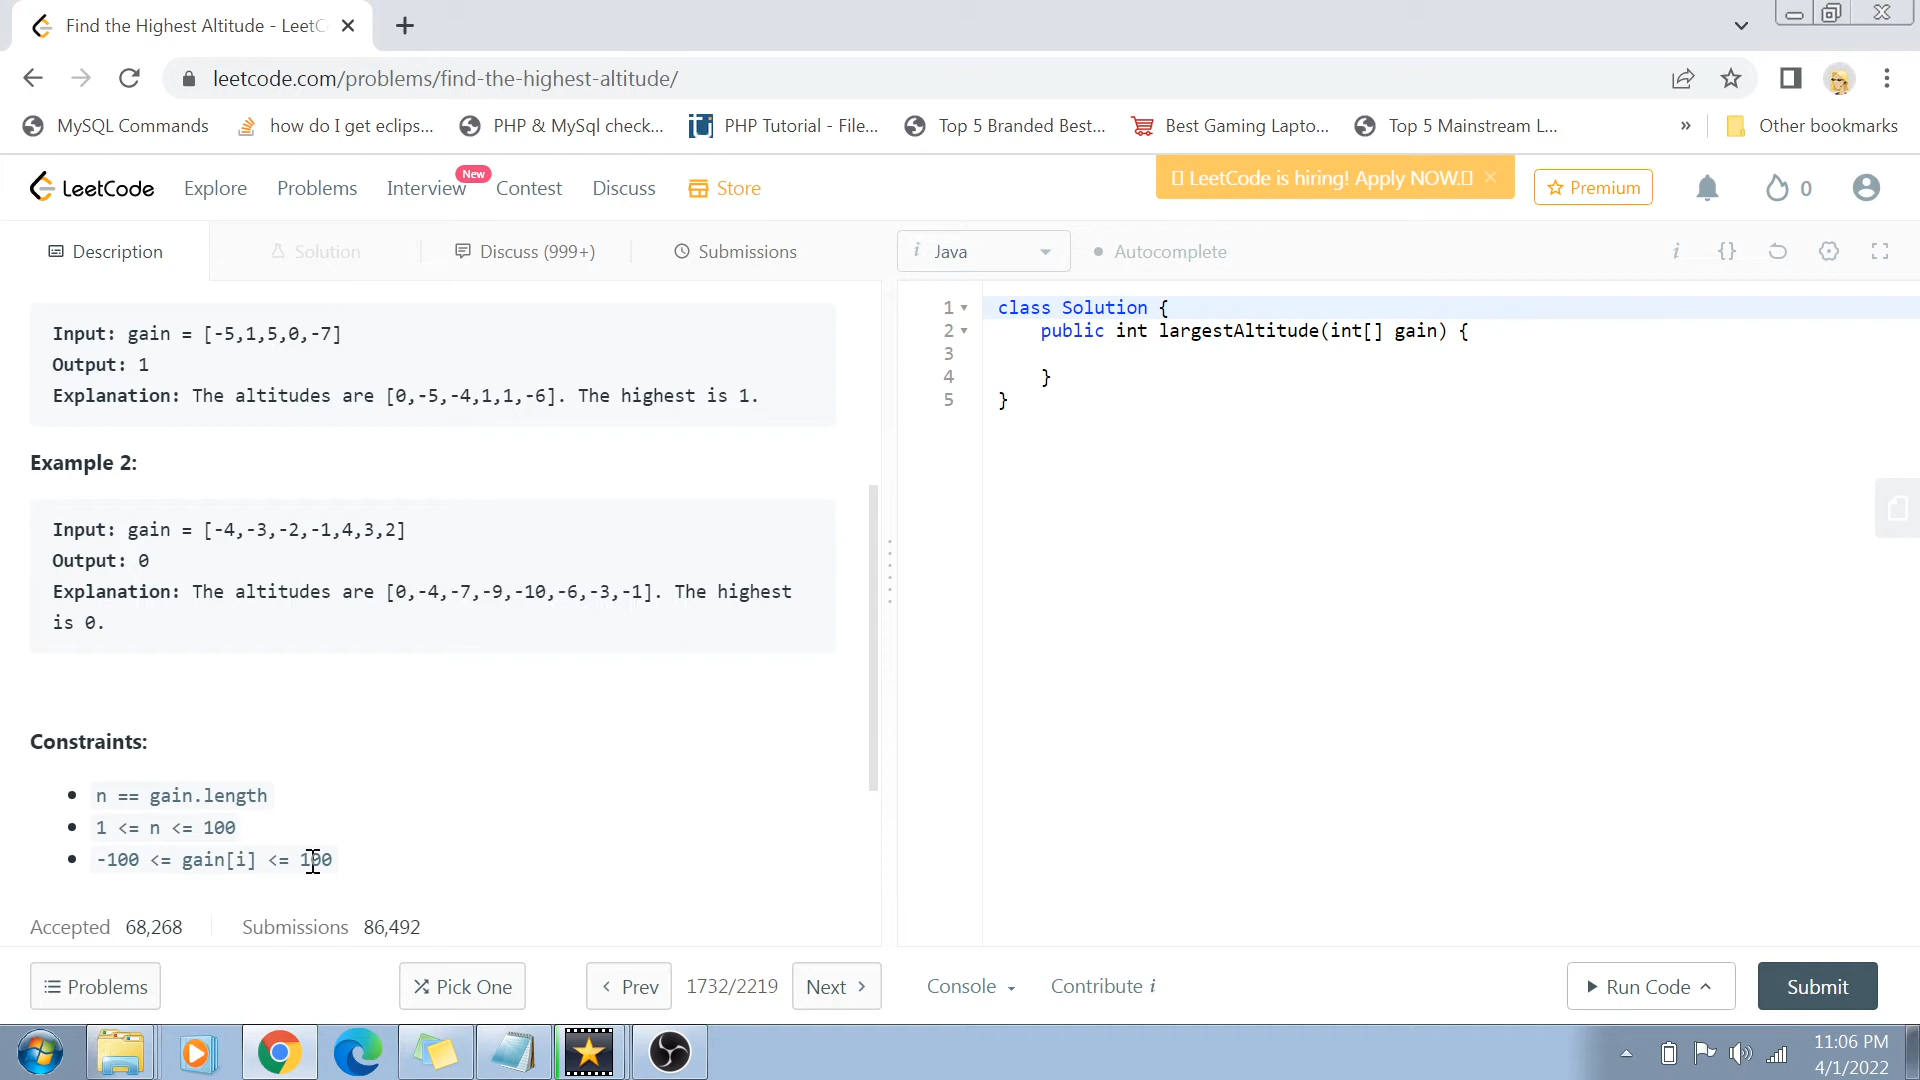 Find the Highest Altitude - LeetC
leetcode.com/problems/find-the-highest-altitude/
MySQL Commands
how do I get eclips...
PHP & MySql check...
PHP Tutorial - File...
Top 5 Branded Best...
Best Gaming Lapto...
Top 5 Mainstream L...
»
Other bookmarks
LeetCode
Explore
Problems
Interview
New
Contest
Discuss
Store
LeetCode is hiring! Apply NOW.
Premium
0
Description
Solution
Discuss (999+)
Submissions
i Java
Autocomplete
i {}
Input: gain = [-5,1,5,0,-7]
Output: 1
Explanation: The altitudes are [0,-5,-4,1,1,-6]. The highest is 1.
Example 2:
Input: gain = [-4,-3,-2,-1,4,3,2]
Output: 0
Explanation: The altitudes are [0,-4,-7,-9,-10,-6,-3,-1]. The highest
is 0.
Constraints:
n == gain.length
1 <= n <= 100
-100 <= gain[i] <= 100
Accepted 68,268 Submissions 86,492
1 class Solution {
2 public int largestAltitude(int[] gain) {
3
4 }
5 }
Problems
Pick One
Prev
1732/2219
Next
Console
Contribute i
Run Code
Submit
11:06 PM
4/1/2022